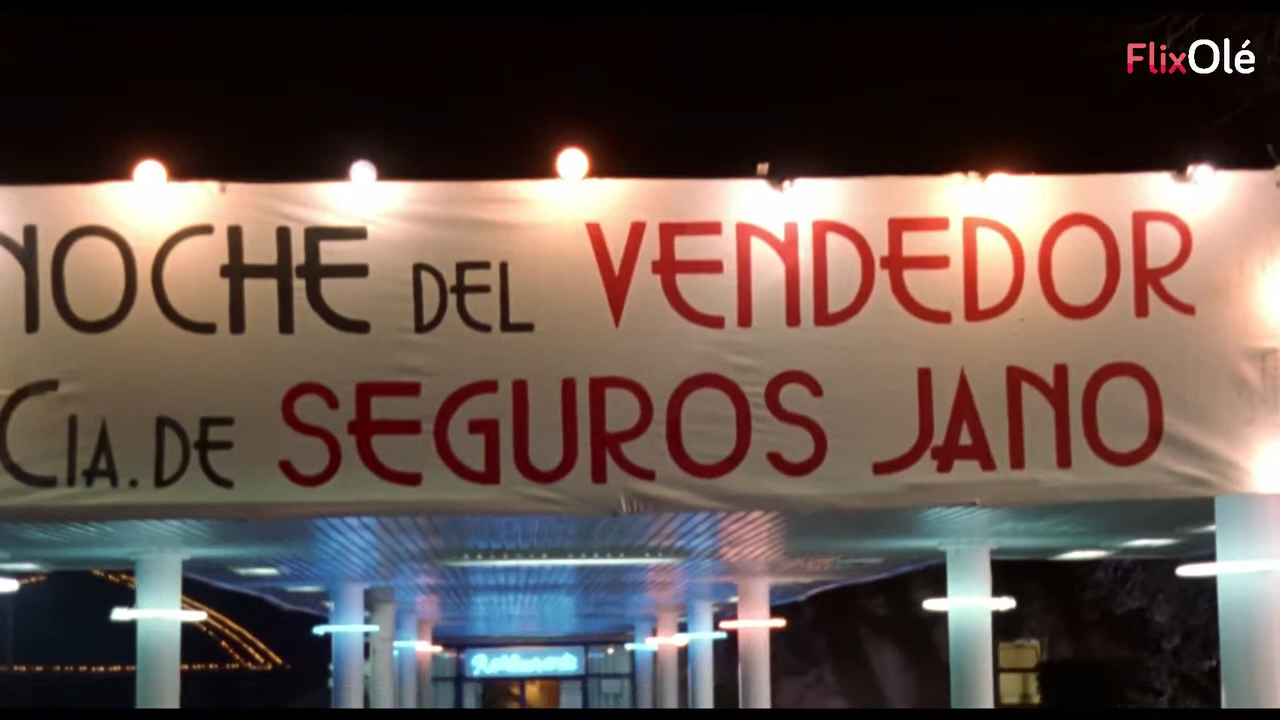 FlixOlé
NOCHE DEL VENDEDOR
CIA. DE SEGUROS JANO
Restaurante